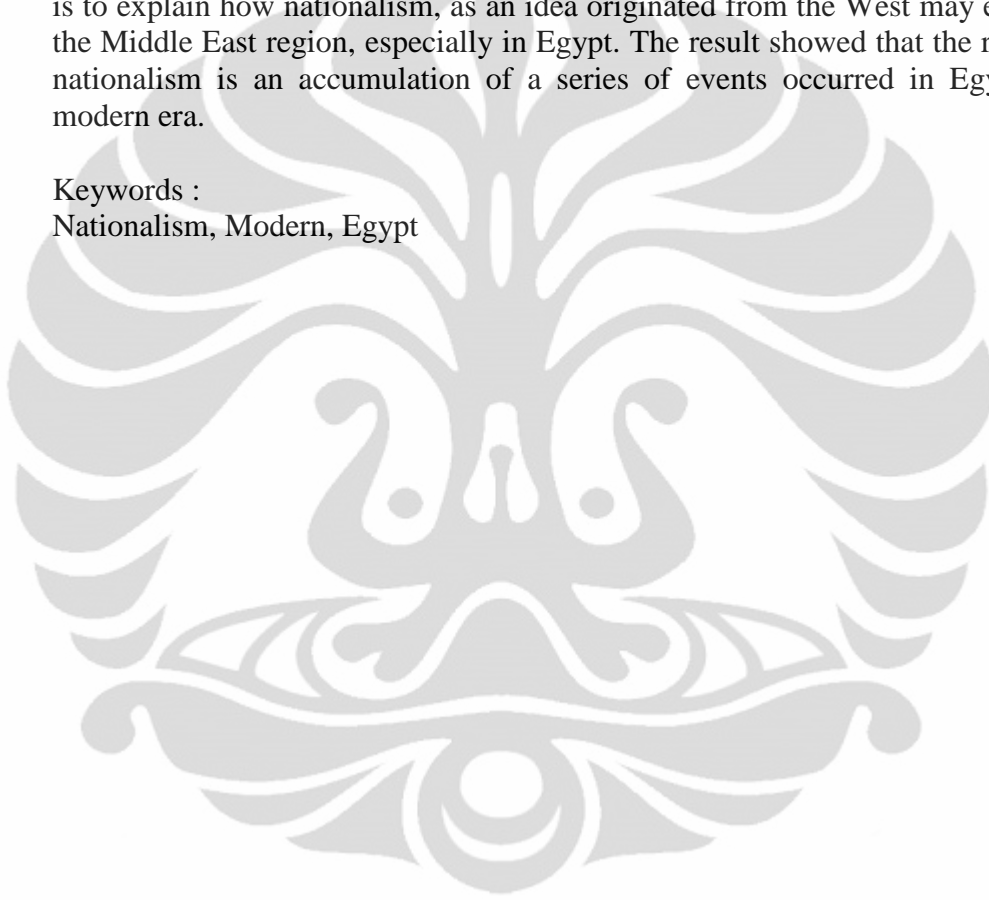 is to explain how nationalism, as an idea originated from the West may e
the Middle East region, especially in Egypt. The result showed that the r
nationalism is an accumulation of a series of events occurred in Egy
modern era.
Keywords :
Nationalism, Modern, Egypt